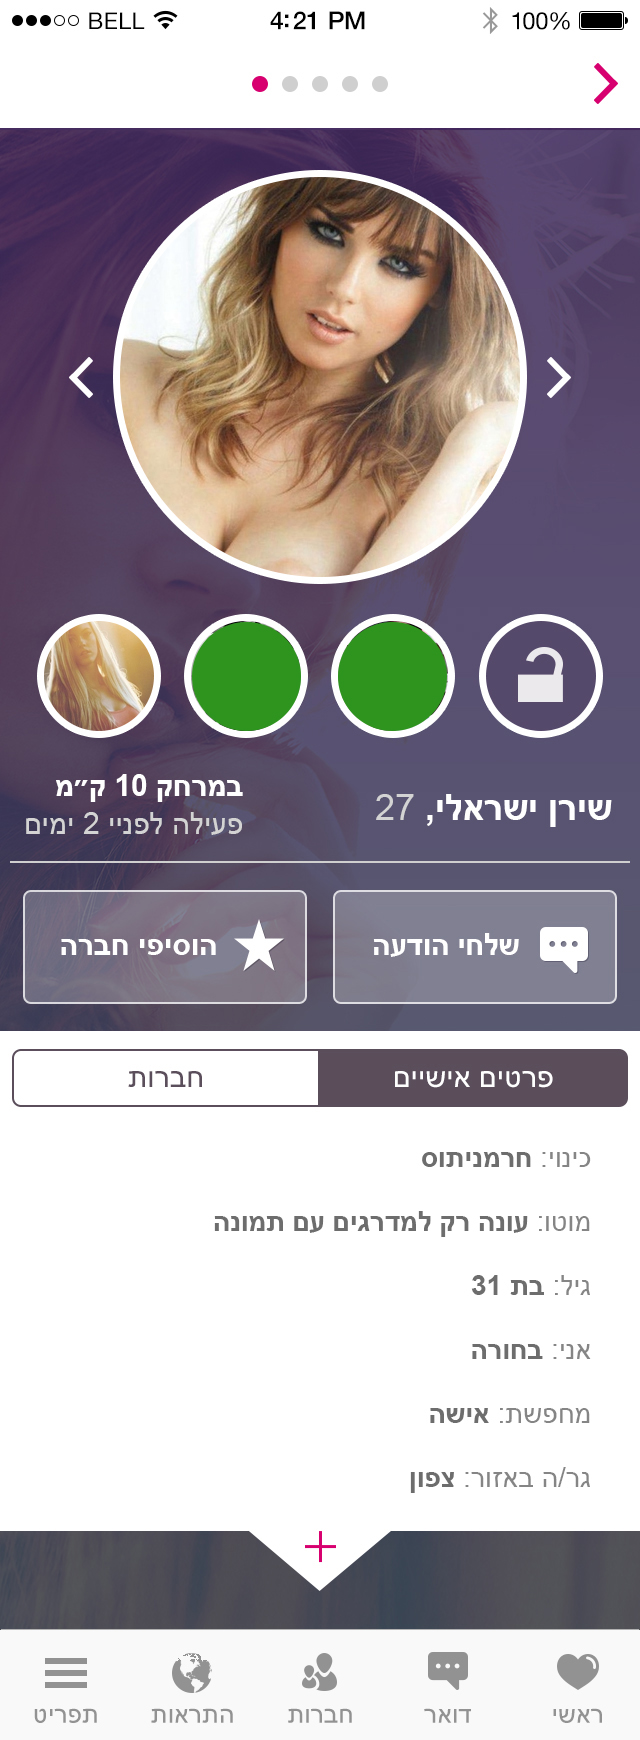 BELL 4:21 PM 100%
שירן ישראלי, 27
במרחק 10 ק״מ
פעילה לפניי 2 ימים
שלחי הודעה
הוסיפי חברה
פרטים אישיים
חברות
כינוי: חרמניתוס
מוטו: עונה רק למדרגים עם תמונה
גיל: בת 31
אני: בחורה
מחפשת: אישה
גר/ה באזור: צפון
ראשי
דואר
חברות
התראות
תפריט